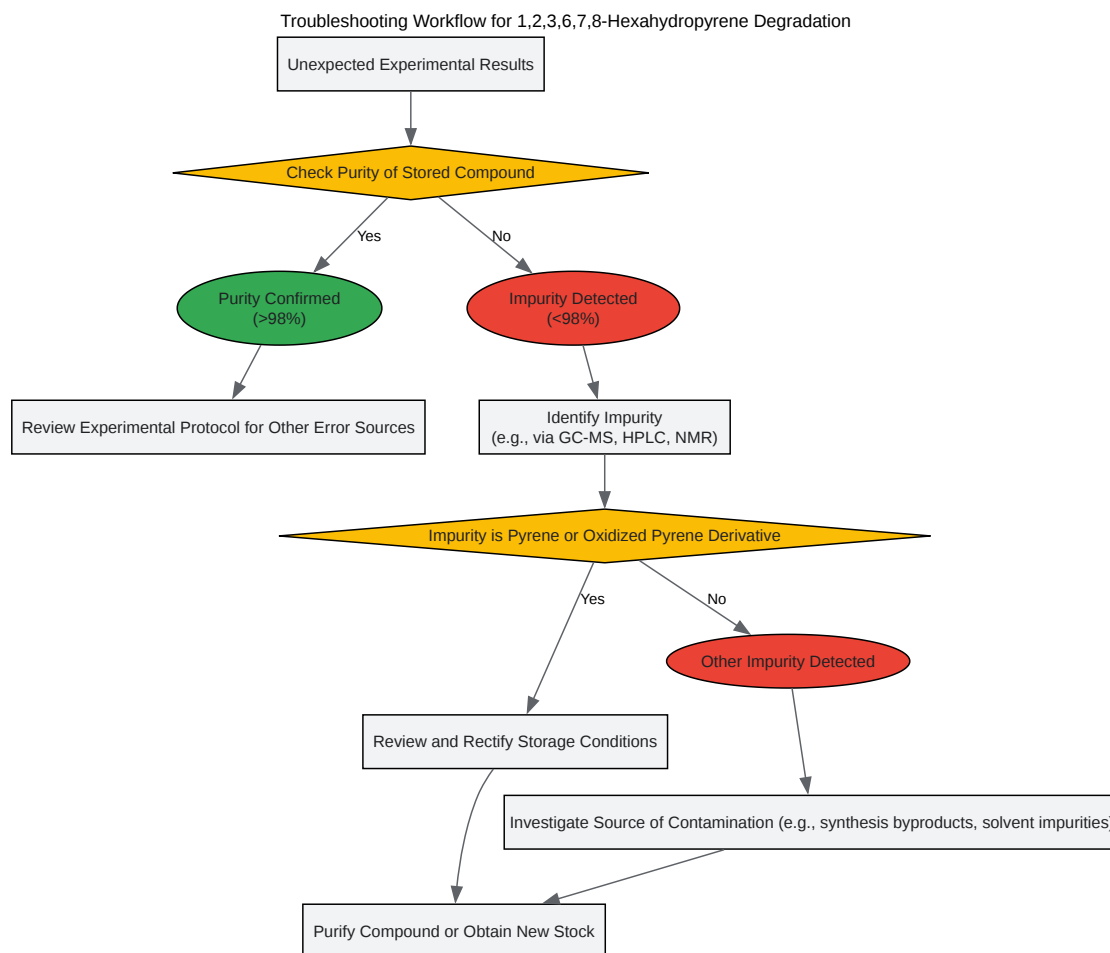 Troubleshooting Workflow for 1,2,3,6,7,8-Hexahydropyrene Degradation
Unexpected Experimental Results
Check Purity of Stored Compound
Yes
No
Purity Confirmed
(>98%)
Impurity Detected
(<98%)
Review Experimental Protocol for Other Error Sources
Identify Impurity
(e.g., via GC-MS, HPLC, NMR)
Impurity is Pyrene or Oxidized Pyrene Derivative
Yes
No
Other Impurity Detected
Review and Rectify Storage Conditions
Investigate Source of Contamination (e.g., synthesis byproducts, solvent impurities)
Purify Compound or Obtain New Stock